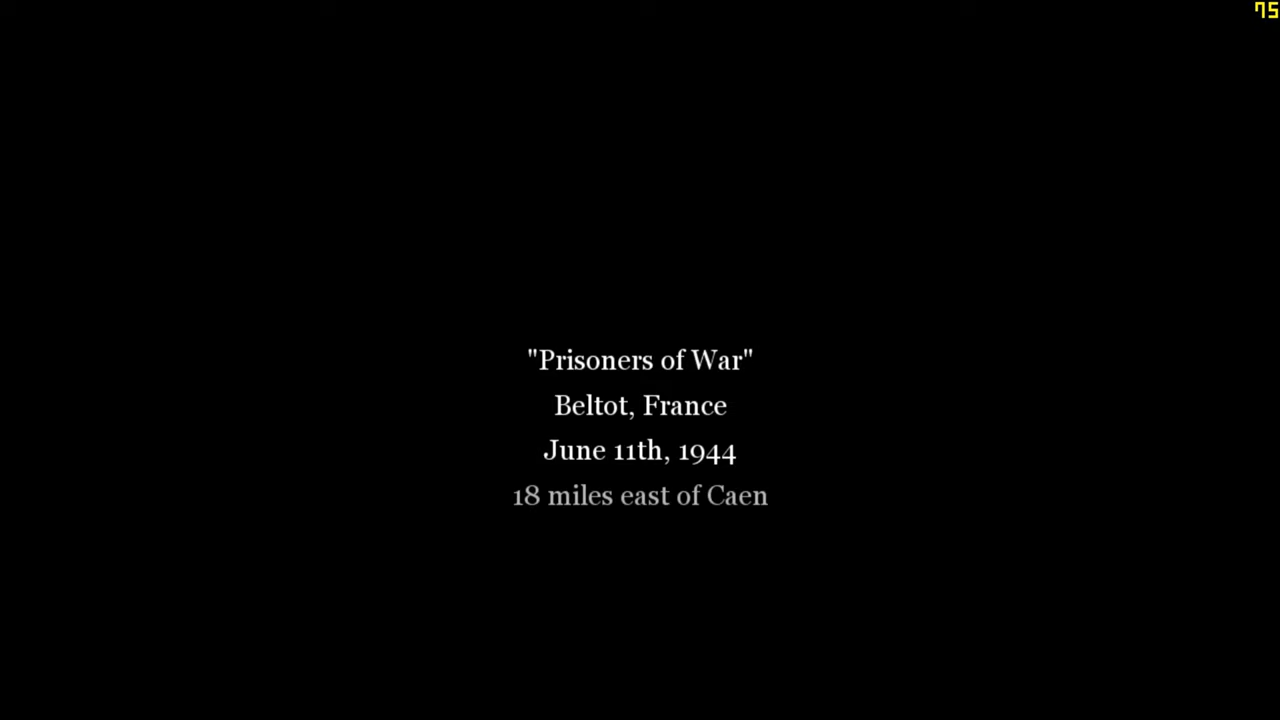 75
"Prisoners of War"
Beltot, France
June 11th, 1944
18 miles east of Caen